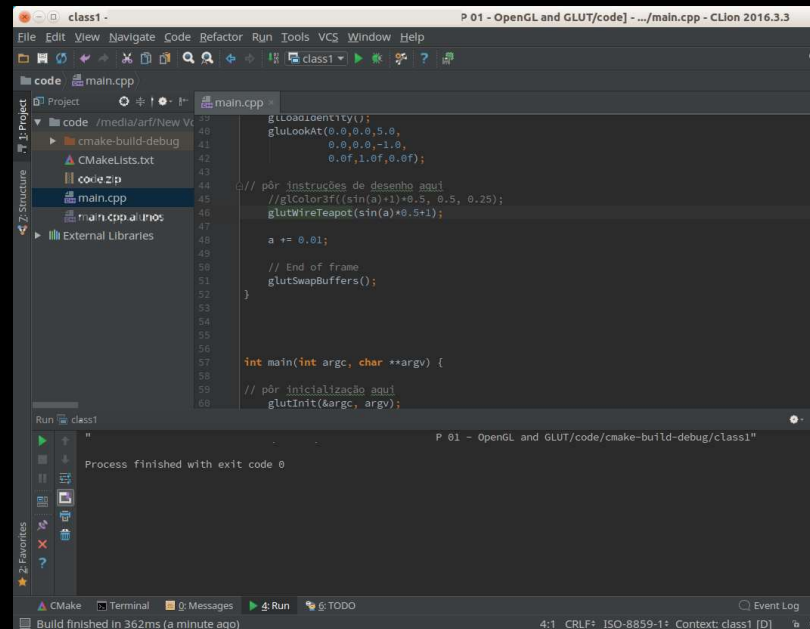 class1 - P 01 - OpenGL and GLUT/code] - .../main.cpp - CLion 2016.3.3
File Edit View Navigate Code Refactor Run Tools VCS Window Help
class1
code main.cpp
1: Project
Z: Structure
2: Favorites
Project
code /media/arf/New Vo
cmake-build-debug
CMakeLists.txt
code.zip
main.cpp
main.cpp.alunos
External Libraries
main.cpp
39 glLoadIdentity();
40 gluLookAt(0.0,0.0,5.0,
41 0.0,0.0,-1.0,
42 0.0f,1.0f,0.0f);
43
44 // pôr instruções de desenho aqui
45 //glColor3f((sin(a)+1)*0.5, 0.5, 0.25);
46 glutWireTeapot(sin(a)*0.5+1);
47
48 a += 0.01;
49
50 // End of frame
51 glutSwapBuffers();
52 }
53
54
55
56
57 int main(int argc, char **argv) {
58
59 // pôr inicialização aqui
60 glutInit(&argc, argv);
Run class1
" P 01 - OpenGL and GLUT/code/cmake-build-debug/class1"
Process finished with exit code 0
CMake Terminal 0: Messages 4: Run 6: TODO Event Log
Build finished in 362ms (a minute ago) 4:1 CRLF÷ ISO-8859-1÷ Context: class1 [D]